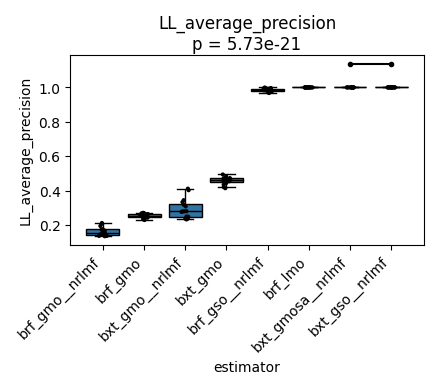 LL_average_precision
p = 5.73e-21
LL_average_precision
1.0
0.8
0.6
0.4
0.2
brf_gmo__nrlmf
brf_gmo
bxt_gmo__nrlmf
bxt_gmo
brf_gso__nrlmf
brf_lmo
bxt_gmosa__nrlmf
bxt_gso__nrlmf
estimator